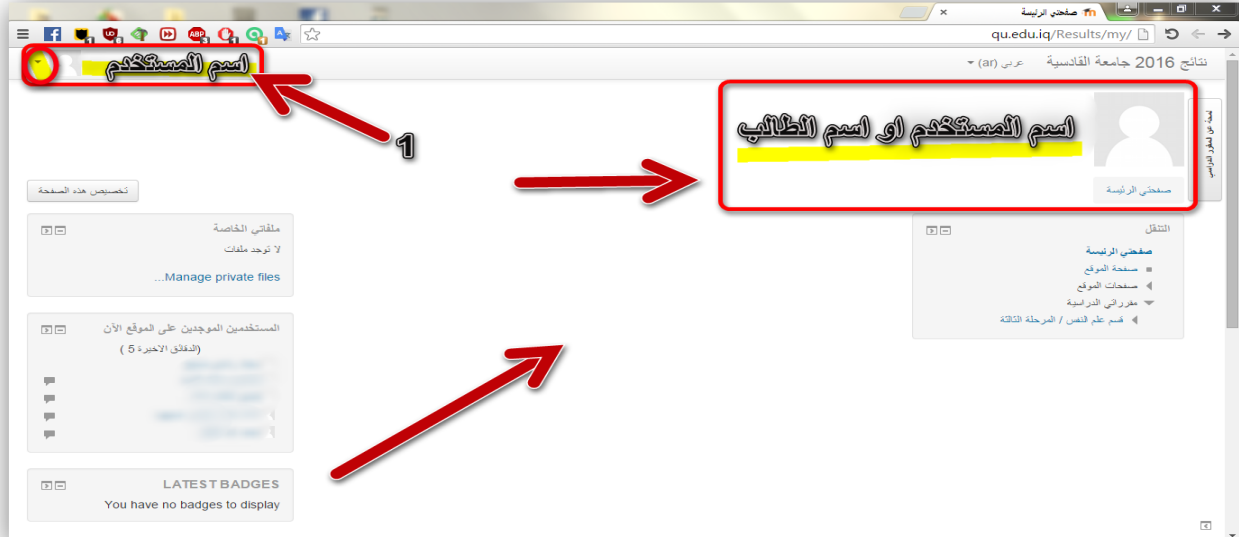 صفحتي الرئيسة
qu.edu.iq/Results/my/
نتائج 2016 جامعة القادسية
عربي (ar)
اسم المستخدم
1
اسم المستخدم او اسم الطالب
صفحتي الرئيسة
تخصيص هذه الصفحة
التنقل
صفحتي الرئيسة
صفحة الموقع
صفحات الموقع
مقرراتي الدراسية
قسم علم النفس / المرحلة الثالثة
ملفاتي الخاصة
لا توجد ملفات
Manage private files...
المستخدمين الموجدين على الموقع الآن
(الدقائق الاخيرة 5 )
LATEST BADGES
You have no badges to display